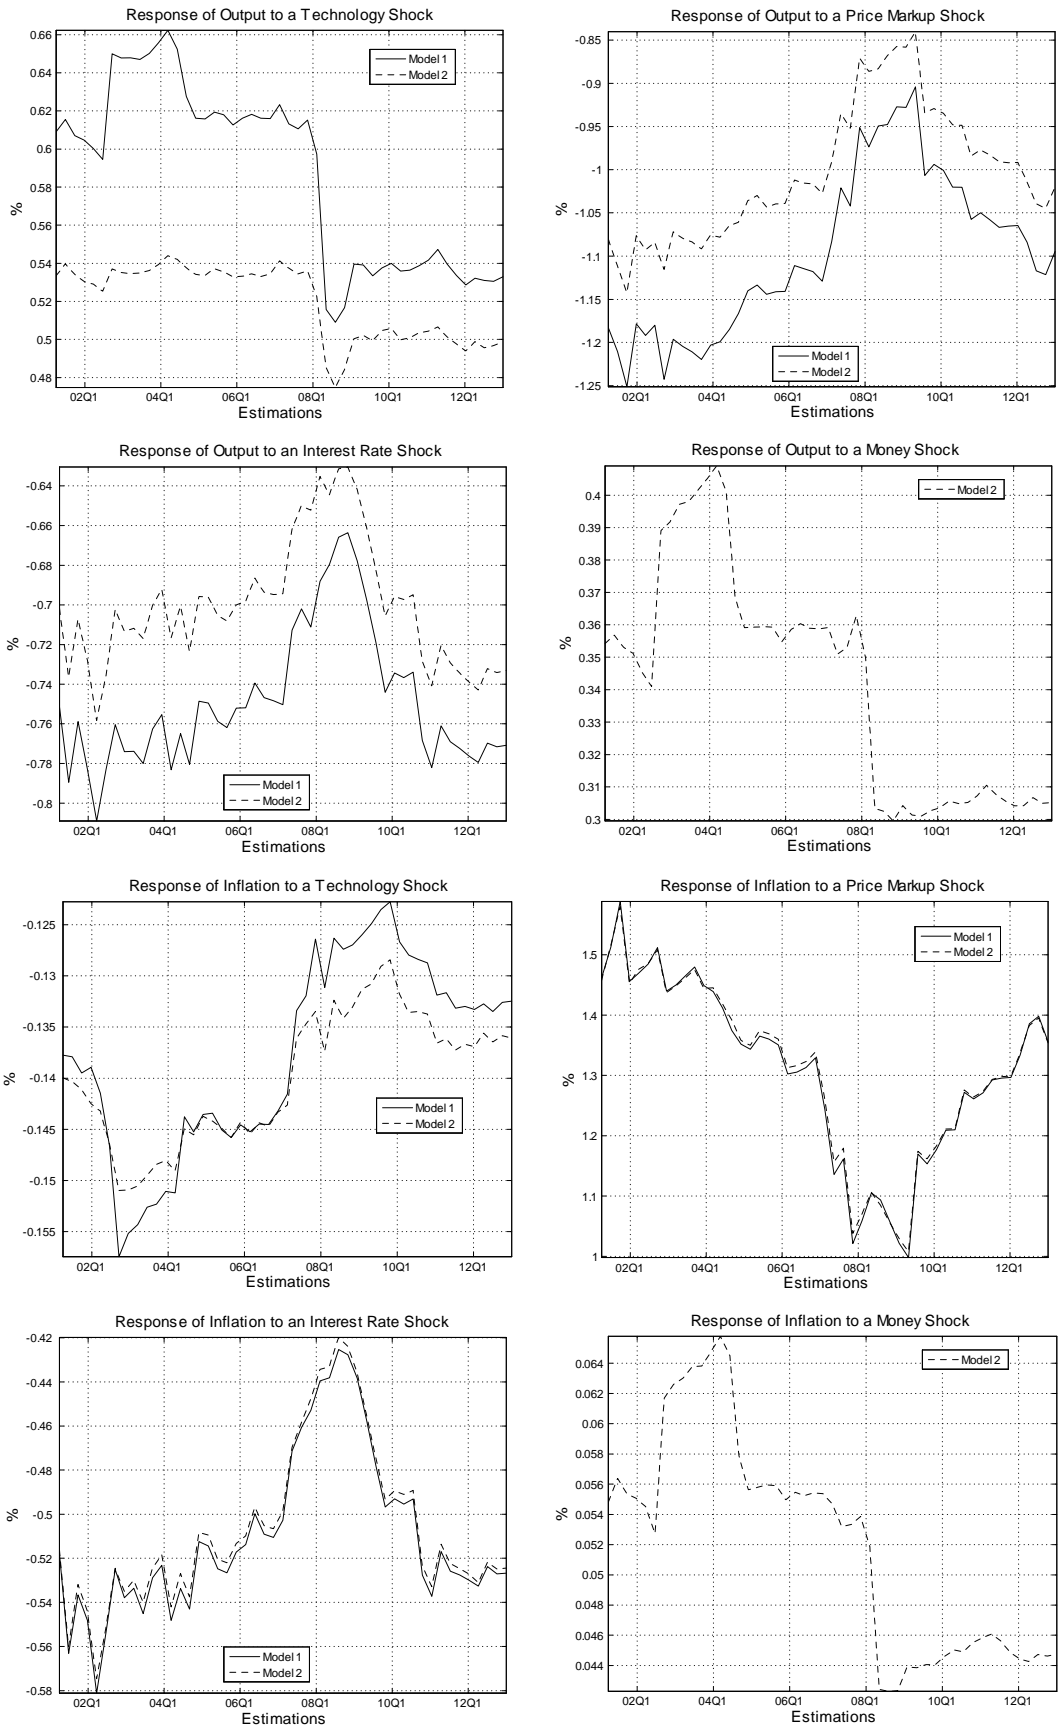 Response of Output to a Technology Shock
0.66
0.64
0.62
0.6
0.58
0.56
0.54
0.52
0.5
0.48
%
Model 1
Model 2
02Q1 04Q1 06Q1 08Q1 10Q1 12Q1
Estimations
Response of Output to a Price Markup Shock
-0.85
-0.9
-0.95
-1
-1.05
-1.1
-1.15
-1.2
-1.25
%
Model 1
Model 2
02Q1 04Q1 06Q1 08Q1 10Q1 12Q1
Estimations
Response of Output to an Interest Rate Shock
-0.64
-0.66
-0.68
-0.7
-0.72
-0.74
-0.76
-0.78
-0.8
%
Model 1
Model 2
02Q1 04Q1 06Q1 08Q1 10Q1 12Q1
Estimations
Response of Output to a Money Shock
0.4
0.39
0.38
0.37
0.36
0.35
0.34
0.33
0.32
0.31
0.3
%
Model 2
02Q1 04Q1 06Q1 08Q1 10Q1 12Q1
Estimations
Response of Inflation to a Technology Shock
-0.125
-0.13
-0.135
-0.14
-0.145
-0.15
-0.155
%
Model 1
Model 2
02Q1 04Q1 06Q1 08Q1 10Q1 12Q1
Estimations
Response of Inflation to a Price Markup Shock
1.5
1.4
1.3
1.2
1.1
1
%
Model 1
Model 2
02Q1 04Q1 06Q1 08Q1 10Q1 12Q1
Estimations
Response of Inflation to an Interest Rate Shock
-0.42
-0.44
-0.46
-0.48
-0.5
-0.52
-0.54
-0.56
-0.58
%
Model 1
Model 2
02Q1 04Q1 06Q1 08Q1 10Q1 12Q1
Estimations
Response of Inflation to a Money Shock
0.064
0.062
0.06
0.058
0.056
0.054
0.052
0.05
0.048
0.046
0.044
%
Model 2
02Q1 04Q1 06Q1 08Q1 10Q1 12Q1
Estimations